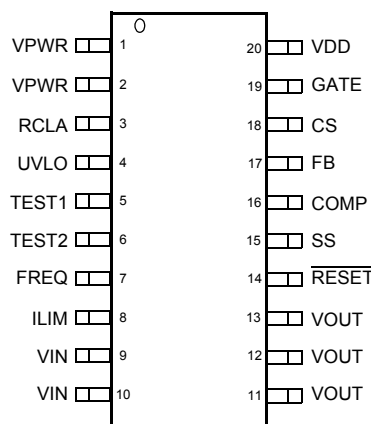 VPWR 1 20 VDD
VPWR 2 19 GATE
RCLA 3 18 CS
UVLO 4 17 FB
TEST1 5 16 COMP
TEST2 6 15 SS
FREQ 7 14 RESET
ILIM 8 13 VOUT
VIN 9 12 VOUT
VIN 10 11 VOUT